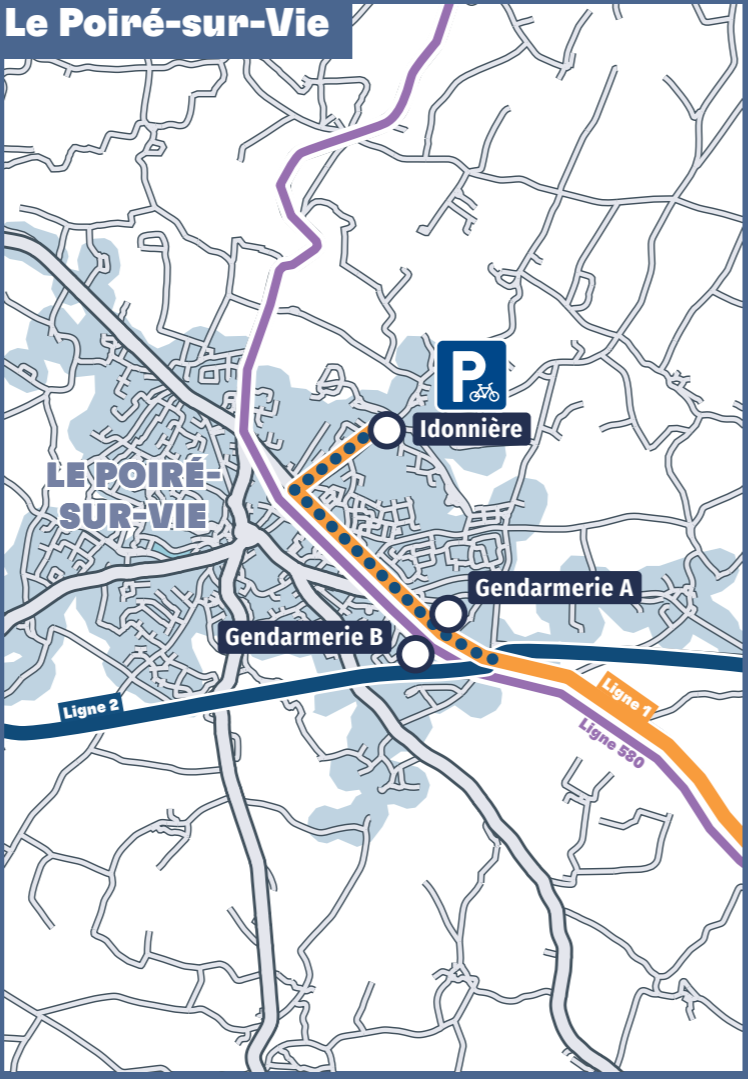 Le Poiré-sur-Vie
P
Idonnière
LE POIRÉ-
SUR-VIE
Gendarmerie A
Gendarmerie B
Ligne 2
Ligne 1
Ligne 580